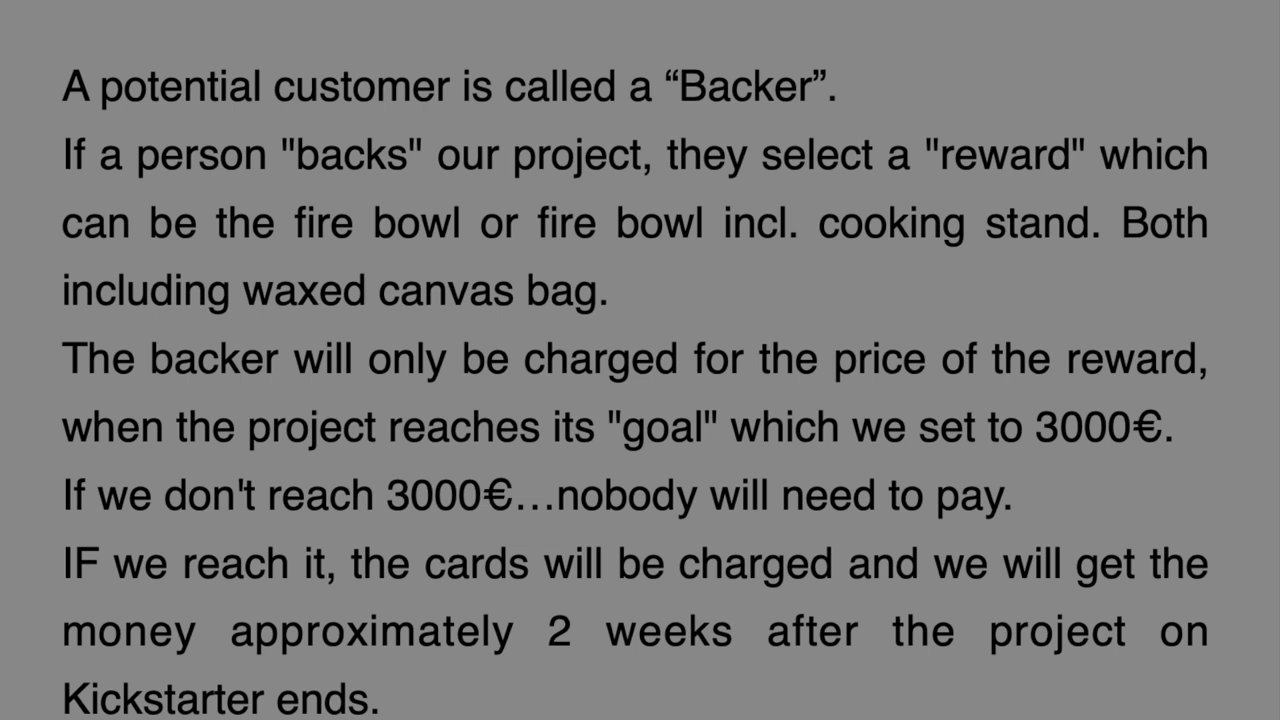 A potential customer is called a “Backer”.
If a person "backs" our project, they select a "reward" which
can be the fire bowl or fire bowl incl. cooking stand. Both
including waxed canvas bag.
The backer will only be charged for the price of the reward,
when the project reaches its "goal" which we set to 3000€.
If we don't reach 3000€…nobody will need to pay.
IF we reach it, the cards will be charged and we will get the
money approximately 2 weeks after the project on
Kickstarter ends.